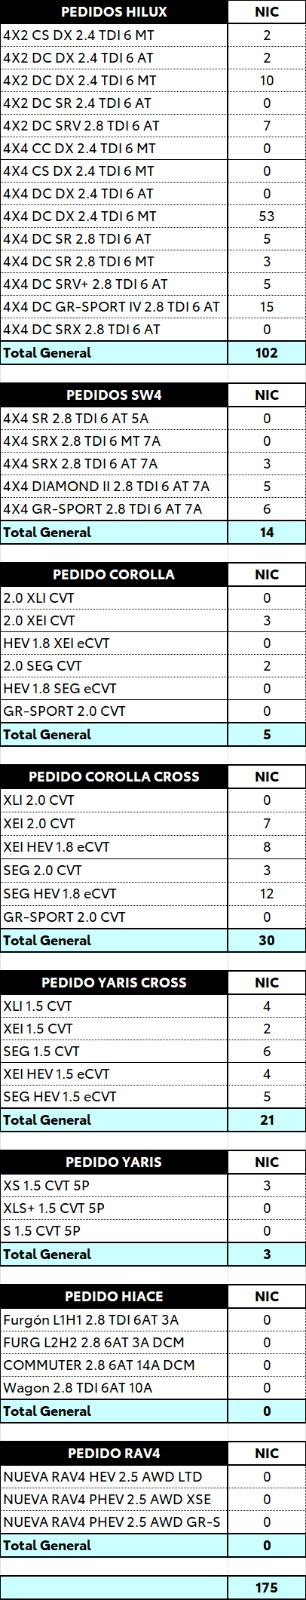 PEDIDOS HILUX NIC
4X2 CS DX 2.4 TDI 6 MT 2
4X2 DC DX 2.4 TDI 6 AT 2
4X2 DC DX 2.4 TDI 6 MT 10
4X2 DC SR 2.4 TDI 6 AT 0
4X2 DC SRV 2.8 TDI 6 AT 7
4X4 CC DX 2.4 TDI 6 MT 0
4X4 CS DX 2.4 TDI 6 MT 0
4X4 DC DX 2.4 TDI 6 AT 0
4X4 DC DX 2.4 TDI 6 MT 53
4X4 DC SR 2.8 TDI 6 AT 5
4X4 DC SR 2.8 TDI 6 MT 3
4X4 DC SRV+ 2.8 TDI 6 AT 5
4X4 DC GR-SPORT IV 2.8 TDI 6 AT 15
4X4 DC SRX 2.8 TDI 6 AT 0
Total General 102
PEDIDOS SW4 NIC
4X4 SR 2.8 TDI 6 AT 5A 0
4X4 SRX 2.8 TDI 6 MT 7A 0
4X4 SRX 2.8 TDI 6 AT 7A 3
4X4 DIAMOND II 2.8 TDI 6 AT 7A 5
4X4 GR-SPORT 2.8 TDI 6 AT 7A 6
Total General 14
PEDIDO COROLLA NIC
2.0 XLI CVT 0
2.0 XEI CVT 3
HEV 1.8 XEI eCVT 0
2.0 SEG CVT 2
HEV 1.8 SEG eCVT 0
GR-SPORT 2.0 CVT 0
Total General 5
PEDIDO COROLLA CROSS NIC
XLI 2.0 CVT 0
XEI 2.0 CVT 7
XEI HEV 1.8 eCVT 8
SEG 2.0 CVT 3
SEG HEV 1.8 eCVT 12
GR-SPORT 2.0 CVT 0
Total General 30
PEDIDO YARIS CROSS NIC
XLI 1.5 CVT 4
XEI 1.5 CVT 2
SEG 1.5 CVT 6
XEI HEV 1.5 eCVT 4
SEG HEV 1.5 eCVT 5
Total General 21
PEDIDO YARIS NIC
XS 1.5 CVT 5P 3
XLS+ 1.5 CVT 5P 0
S 1.5 CVT 5P 0
Total General 3
PEDIDO HIACE NIC
Furgón L1H1 2.8 TDI 6AT 3A 0
FURG L2H2 2.8 6AT 3A DCM 0
COMMUTER 2.8 6AT 14A DCM 0
Wagon 2.8 TDI 6AT 10A 0
Total General 0
PEDIDO RAV4 NIC
NUEVA RAV4 HEV 2.5 AWD LTD 0
NUEVA RAV4 PHEV 2.5 AWD XSE 0
NUEVA RAV4 PHEV 2.5 AWD GR-S 0
Total General 0
175